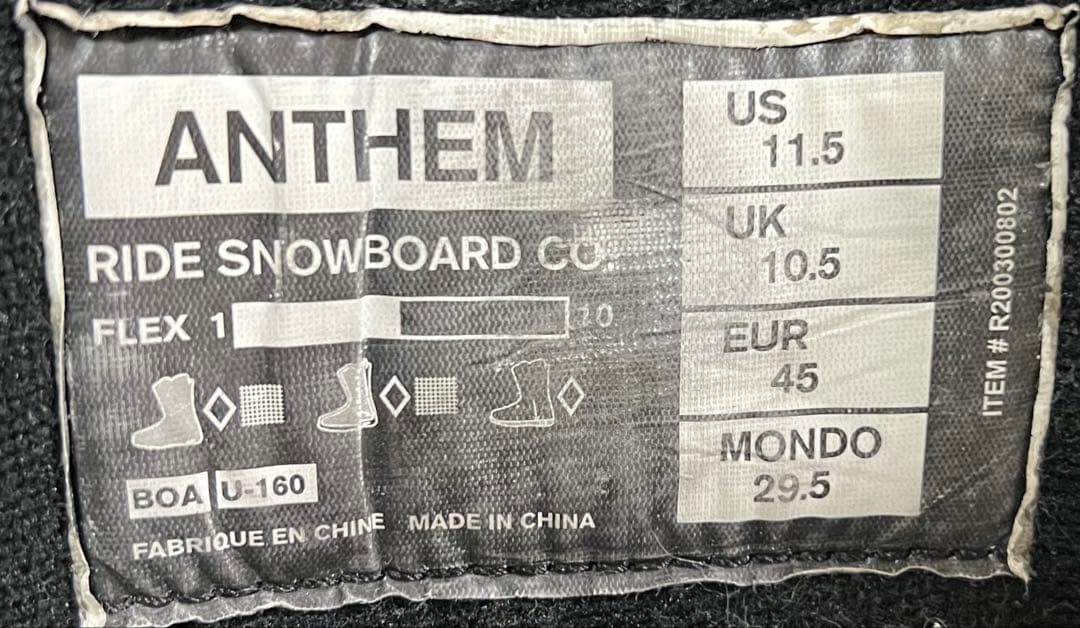 ANTHEM
RIDE SNOWBOARD CO.
FLEX 1 10
BOA U-160
FABRIQUE EN CHINE MADE IN CHINA
US
11.5
UK
10.5
EUR
45
MONDO
29.5
ITEM # R200300802